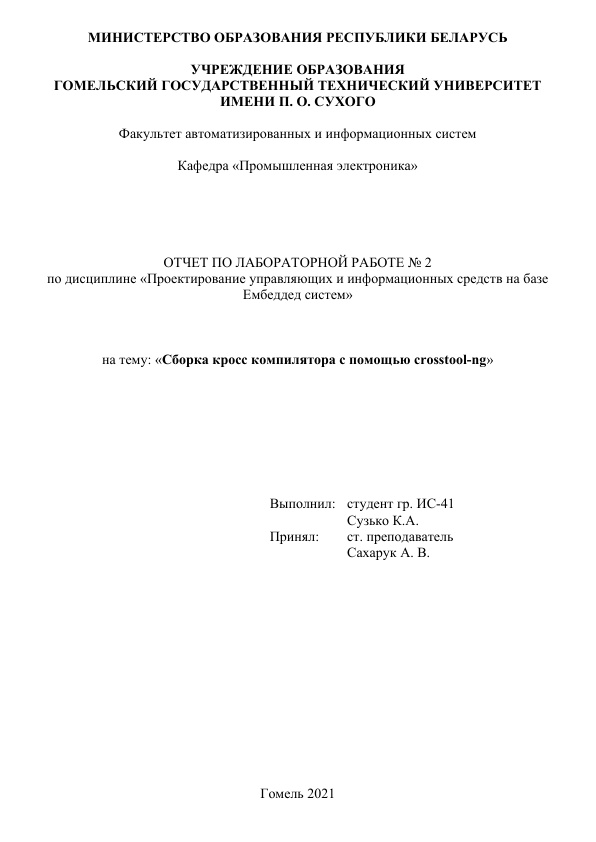 МИНИСТЕРСТВО ОБРАЗОВАНИЯ РЕСПУБЛИКИ БЕЛАРУСЬ
УЧРЕЖДЕНИЕ ОБРАЗОВАНИЯ
ГОМЕЛЬСКИЙ ГОСУДАРСТВЕННЫЙ ТЕХНИЧЕСКИЙ УНИВЕРСИТЕТ
ИМЕНИ П. О. СУХОГО
Факультет автоматизированных и информационных систем
Кафедра «Промышленная электроника»
ОТЧЕТ ПО ЛАБОРАТОРНОЙ РАБОТЕ № 2
по дисциплине «Проектирование управляющих и информационных средств на базе
Ембеддед систем»
на тему: «Сборка кросс компилятора с помощью crosstool-ng»
Выполнил: студент гр. ИС-41
Сузько К.А.
Принял: ст. преподаватель
Сахарук А. В.
Гомель 2021